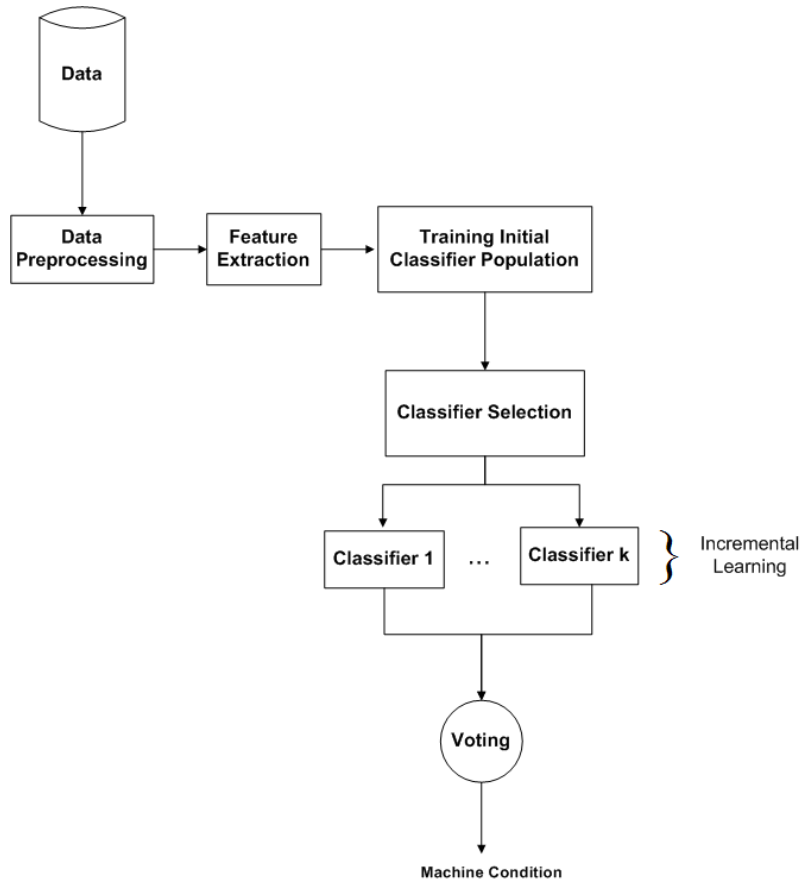 Data
Data
Preprocessing
Feature
Extraction
Training Initial
Classifier Population
Classifier Selection
Classifier 1
...
Classifier k
Incremental
Learning
Voting
Machine Condition